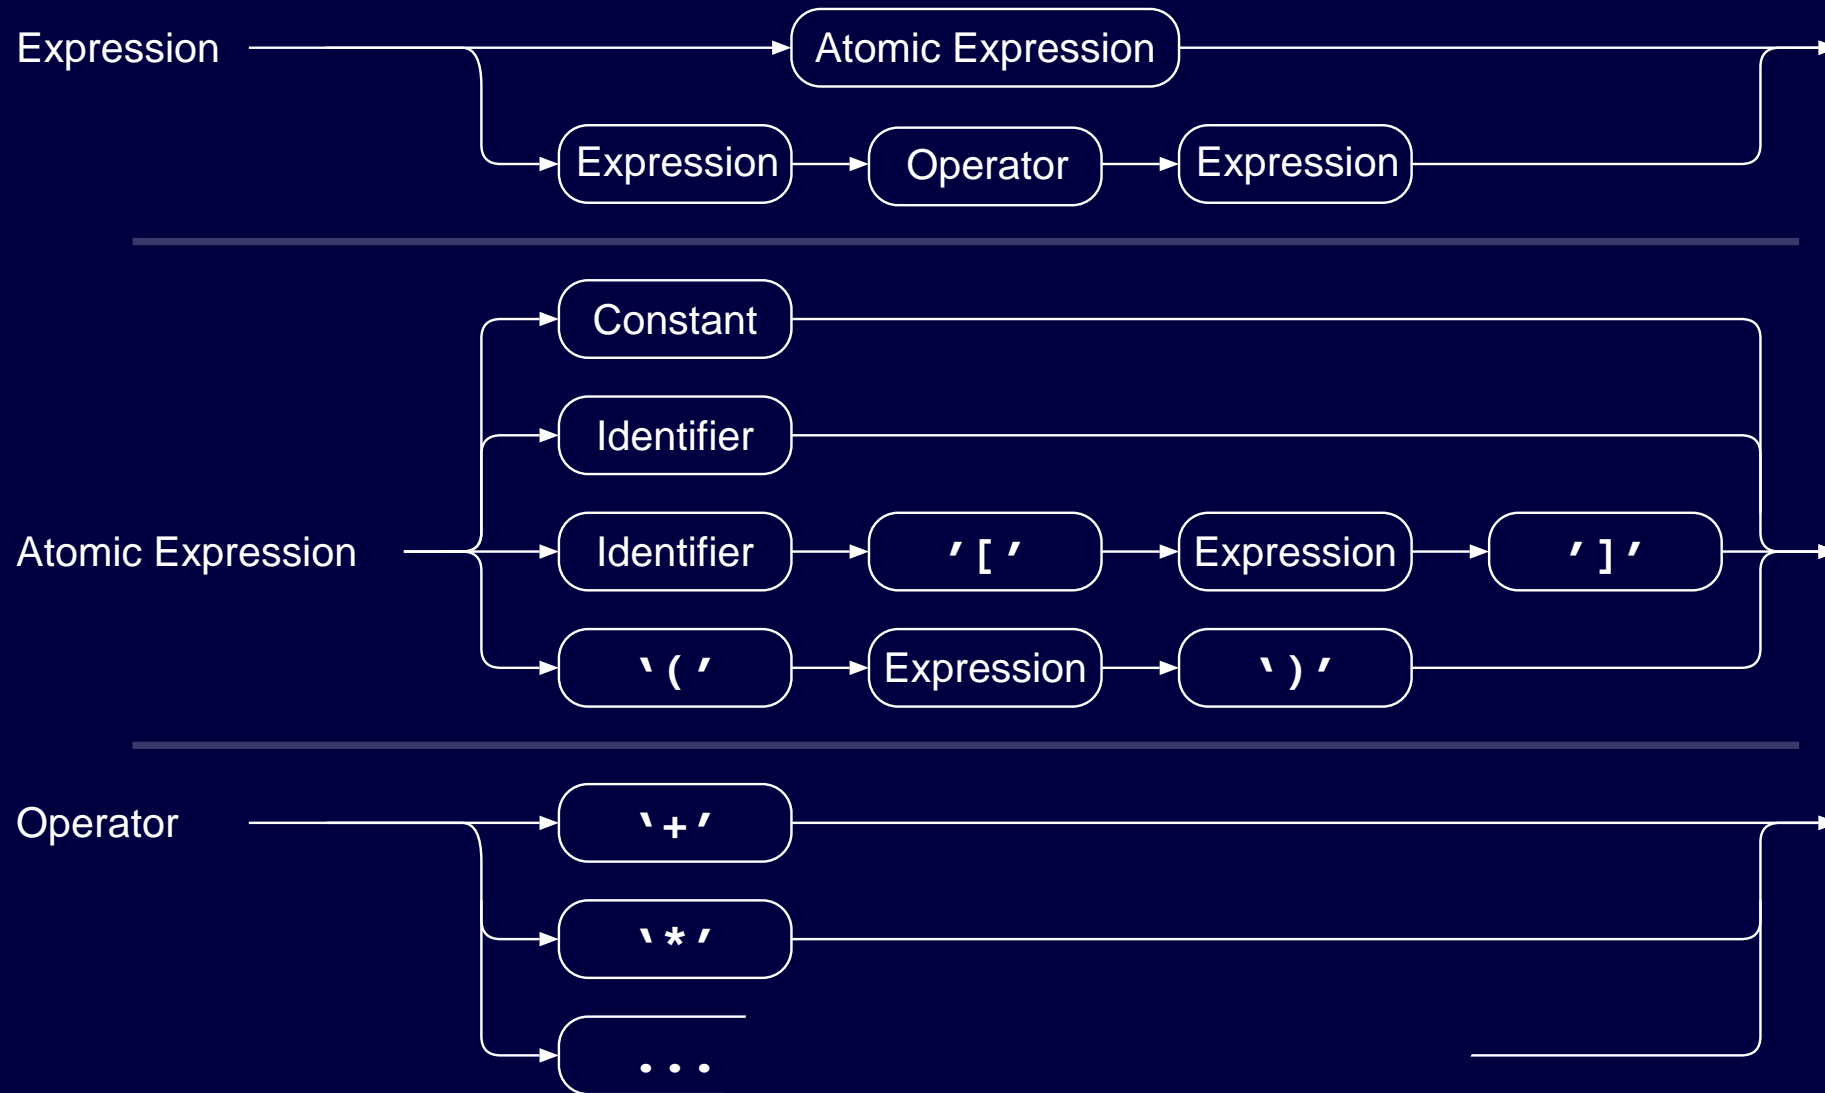 Expression Atomic Expression
Expression Operator Expression
Constant
Identifier
Atomic Expression Identifier '[' Expression ']'
‘(’ Expression ‘)’
Operator ‘+’
‘*’
...